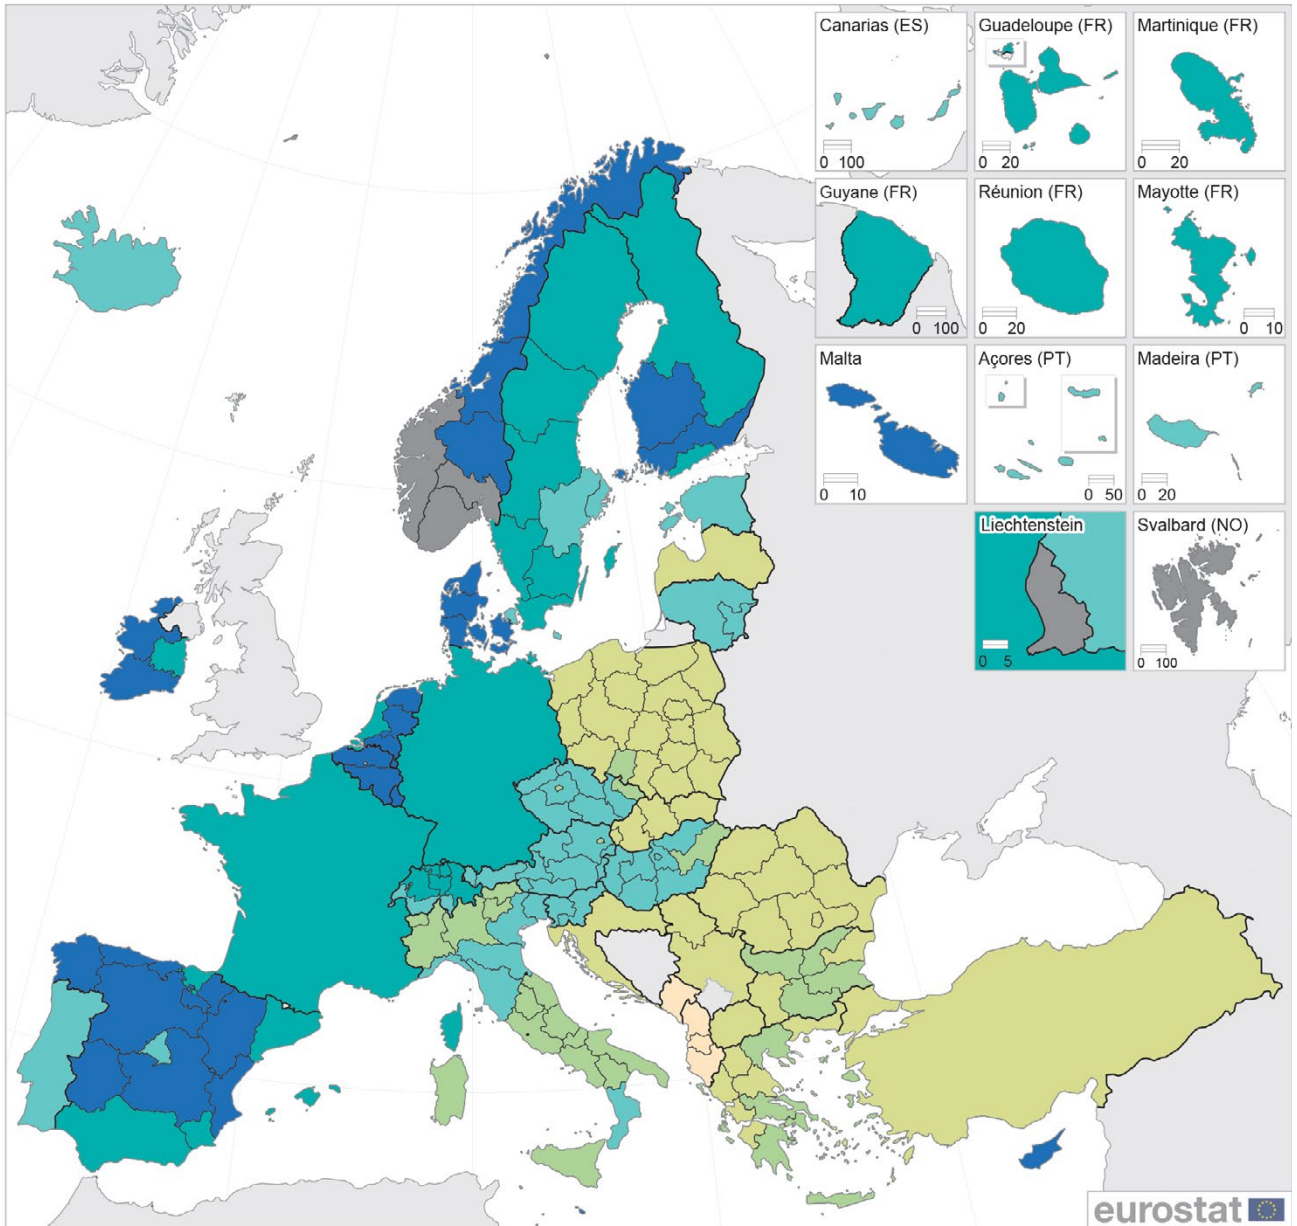 Canarias (ES)
0 100
Guadeloupe (FR)
0 20
Martinique (FR)
0 20
Guyane (FR)
0 100
Réunion (FR)
0 20
Mayotte (FR)
0 10
Malta
0 10
Açores (PT)
0 50
Madeira (PT)
0 20
Liechtenstein
0 5
Svalbard (NO)
0 100
eurostat